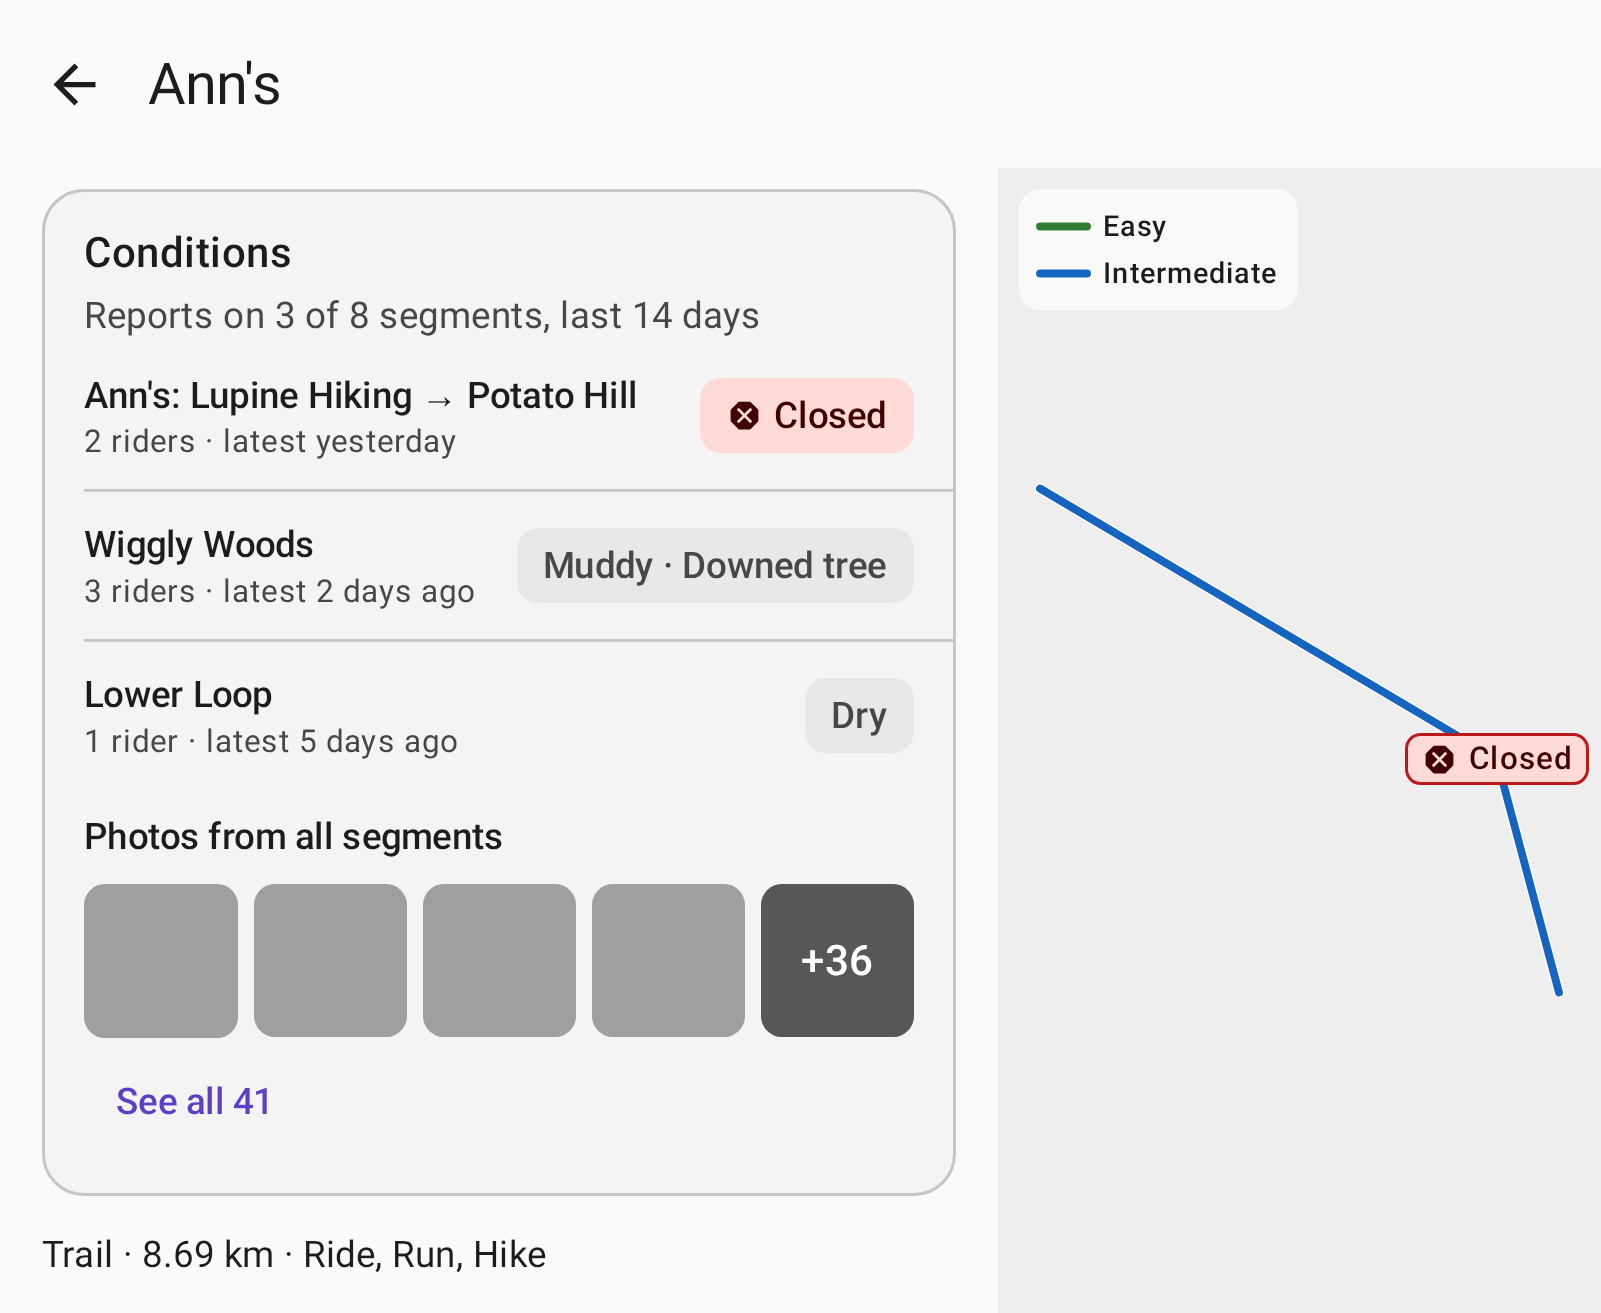 Ann's
Conditions
Reports on 3 of 8 segments, last 14 days
Ann's: Lupine Hiking → Potato Hill
2 riders · latest yesterday
Closed
Wiggly Woods
3 riders · latest 2 days ago
Muddy · Downed tree
Lower Loop
1 rider · latest 5 days ago
Dry
Photos from all segments
+36
See all 41
Trail · 8.69 km · Ride, Run, Hike
Easy
Intermediate
Closed